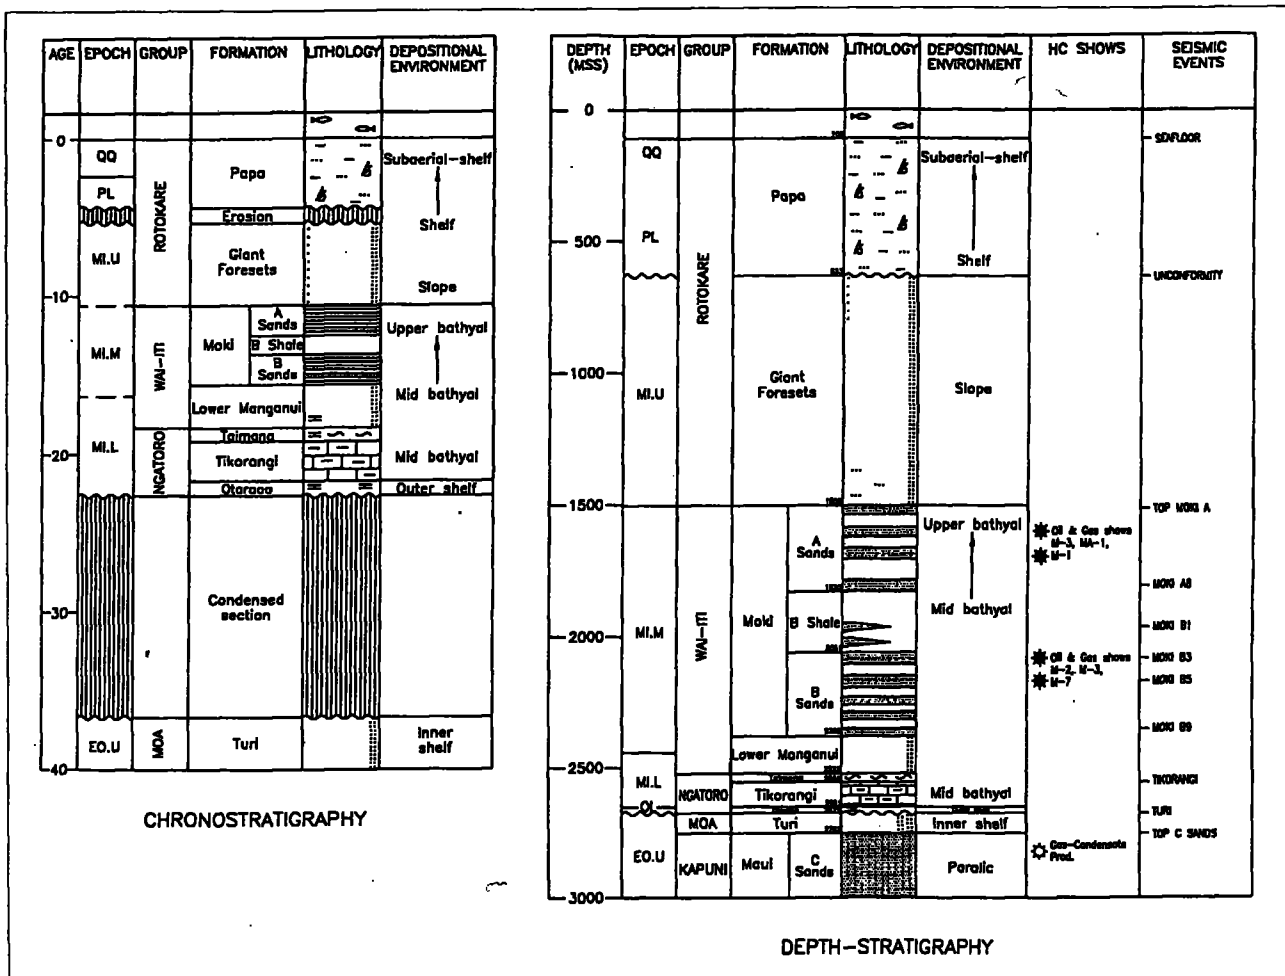 AGE EPOCH GROUP FORMATION LITHOLOGY DEPOSITIONAL ENVIRONMENT
0
QQ
Papa
Subaerial-shelf
PL
ROTOKARE
Erosion
Shelf
MI.U
Giant
Foresets
Slope
10
A
Sands
Upper bathyal
Moki
B Shale
MI.M
WAI-ITI
B
Sands
Mid bathyal
Lower Manganui
Taimana
20
MI.L
NGATORO
Tikorangi
Mid bathyal
Otaraoa
Outer shelf
Condensed
section
30
EO.U
MOA
Turi
Inner
shelf
40
CHRONOSTRATIGRAPHY
DEPTH (MSS) EPOCH GROUP FORMATION LITHOLOGY DEPOSITIONAL ENVIRONMENT HC SHOWS SEISMIC EVENTS
0
SEAFLOOR
QQ
Subaerial-shelf
Papa
PL
500
Shelf
UNCONFORMITY
ROTOKARE
1000
MI.U
Giant
Foresets
Slope
1500
TOP MOKI A
Upper bathyal
Oil & Gas shows
M-3, MA-1,
M-1
A
Sands
MOKI A8
Mid bathyal
Moki
B Shale
MOKI B1
2000
MI.M
WAI-ITI
Oil & Gas shows
M-2, M-3,
M-7
MOKI B3
MOKI B5
B
Sands
MOKI B9
Lower Manganui
2500
Taimana
TIKORANGI
MI.L
NGATORO
Tikorangi
Mid bathyal
OL
TURI
MOA
Turi
Inner shelf
TOP C SANDS
EO.U
KAPUNI
Maui
C
Sands
Paralic
Gas-Condensate
Prod.
3000
DEPTH-STRATIGRAPHY